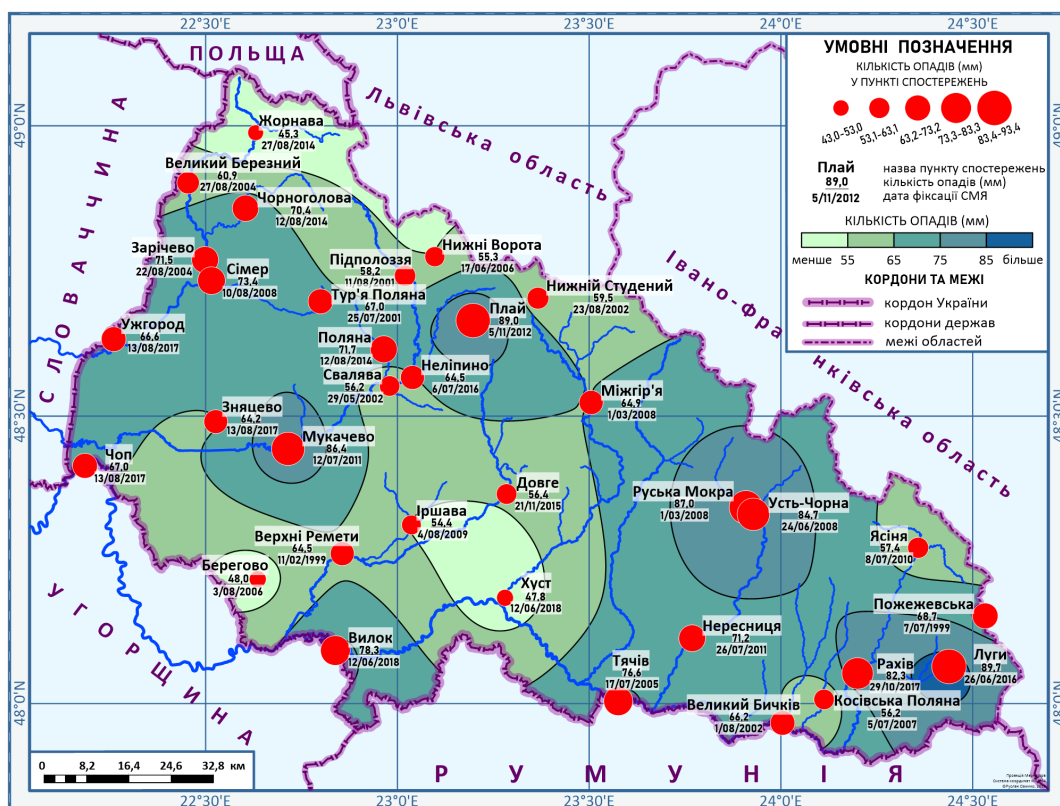 22°30'E 23°0'E 23°30'E 24°0'E
ПОЛЬЩА
Львівська область
Івано-Франківська область
СЛОВАЧЧИНА
УГОРЩИНА
РУМУНІЯ
49°0'N
48°30'N
48°0'N
49°0'N
48°30'N
48°0'N
УМОВНІ ПОЗНАЧЕННЯ
КІЛЬКІСТЬ ОПАДІВ (мм)
У ПУНКТІ СПОСТЕРЕЖЕНЬ
43,0-53,0 53,1-63,1 63,2-73,2 73,3-83,3 83,4-93,4
Плай назва пункту спостережень
89,0 кількість опадів (мм)
5/11/2012 дата фіксації СМЯ
КІЛЬКІСТЬ ОПАДІВ (мм)
менше 55 65 75 85 більше
КОРДОНИ ТА МЕЖІ
кордон України
кордони держав
межі областей
Жорнава
45,3
27/08/2014
Великий Березний
60,9
27/08/2004
Чорноголова
70,4
12/08/2014
Зарічево
71,5
22/08/2004
Сімер
73,4
10/08/2008
Підполоззя
58,2
11/08/2001
Нижні Ворота
55,3
17/06/2006
Нижній Студений
59,5
23/08/2002
Тур'я Поляна
67,0
25/07/2001
Плай
89,0
5/11/2012
Ужгород
66,6
13/08/2017
Поляна
71,7
12/08/2014
Неліпино
64,5
6/07/2016
Свалява
56,2
29/05/2002
Міжгір'я
64,9
1/03/2008
Зняцево
64,2
13/08/2017
Мукачево
86,4
12/07/2011
Чоп
67,0
13/08/2017
Довге
56,4
21/11/2015
Руська Мокра
87,0
1/03/2008
Усть-Чорна
84,7
24/06/2008
Іршава
54,4
4/08/2009
Верхні Ремети
64,5
11/02/1999
Ясіня
57,4
8/07/2010
Берегово
48,0
3/08/2006
Хуст
47,8
12/06/2018
Пожежевська
68,7
7/07/1999
Нересниця
71,2
26/07/2011
Вилок
78,3
12/06/2018
Луги
89,7
26/06/2016
Тячів
76,6
17/07/2005
Рахів
82,3
29/10/2017
Косівська Поляна
56,2
5/07/2007
Великий Бичків
66,2
1/08/2002
0 8,2 16,4 24,6 32,8 км
22°30'E 23°0'E 23°30'E 24°0'E